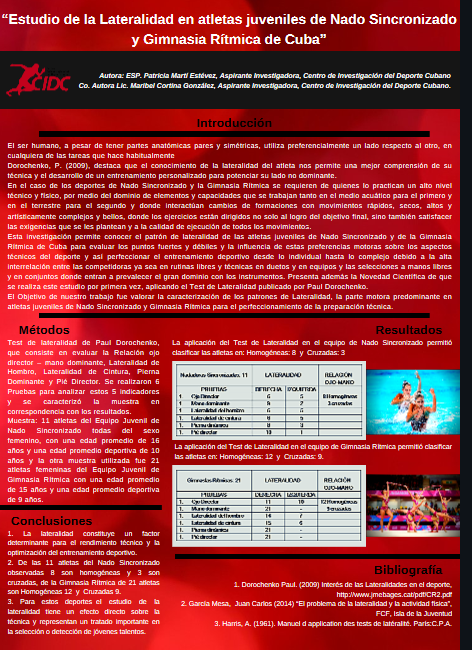 “Estudio de la Lateralidad en atletas juveniles de Nado Sincronizado
y Gimnasia Rítmica de Cuba”
CIDC
Autora: ESP. Patricia Martí Estévez, Aspirante Investigadora, Centro de Investigación del Deporte Cubano
Co. Autora Lic. Maribel Cortina González, Aspirante Investigadora, Centro de Investigación del Deporte Cubano.
Introducción
El ser humano, a pesar de tener partes anatómicas pares y simétricas, utiliza preferencialmente un lado respecto al otro, en
cualquiera de las tareas que hace habitualmente
Dorochenko, P. (2009), destaca que el conocimiento de la lateralidad del atleta nos permite una mejor comprensión de su
técnica y el desarrollo de un entrenamiento personalizado para potenciar su lado no dominante.
En el caso de los deportes de Nado Sincronizado y la Gimnasia Rítmica se requieren de quienes lo practican un alto nivel
técnico y físico, por medio del dominio de elementos y capacidades que se trabajan tanto en el medio acuático para el primero y
en el terrestre para el segundo y donde interactúan cambios de formaciones con movimientos rápidos, secos, altos y
artísticamente complejos y bellos, donde los ejercicios están dirigidos no solo al logro del objetivo final, sino también satisfacer
las exigencias que se les plantean y a la calidad de ejecución de todos los movimientos.
Esta investigación permite conocer el patrón de lateralidad de las atletas juveniles de Nado Sincronizado y de la Gimnasia
Rítmica de Cuba para evaluar los puntos fuertes y débiles y la influencia de estas preferencias motoras sobre los aspectos
técnicos del deporte y así perfeccionar el entrenamiento deportivo desde lo individual hasta lo complejo debido a la alta
interrelación entre las competidoras ya sea en rutinas libres y técnicas en duetos y en equipos y las selecciones a manos libres
y en conjuntos donde entran a prevalecer el gran dominio con los instrumentos. Presenta además la Novedad Científica de que
se realiza este estudio por primera vez, aplicando el Test de Lateralidad publicado por Paul Dorochenko.
El Objetivo de nuestro trabajo fue valorar la caracterización de los patrones de Lateralidad, la parte motora predominante en
atletas juveniles de Nado Sincronizado y Gimnasia Rítmica para el perfeccionamiento de la preparación técnica.
Métodos
Test de lateralidad de Paul Dorochenko,
que consiste en evaluar la Relación ojo
director – mano dominante, Lateralidad de
Hombro, Lateralidad de Cintura, Pierna
Dominante y Pié Director. Se realizaron 6
Pruebas para analizar estos 5 indicadores
y se caracterizó la muestra en
correspondencia con los resultados.
Muestra: 11 atletas del Equipo Juvenil de
Nado Sincronizado todas del sexo
femenino, con una edad promedio de 16
años y una edad promedio deportiva de 10
años y la otra muestra utilizada fue 21
atletas femeninas del Equipo Juvenil de
Gimnasia Rítmica con una edad promedio
de 15 años y una edad promedio deportiva
de 9 años.
Conclusiones
1. La lateralidad constituye un factor
determinante para el rendimiento técnico y la
optimización del entrenamiento deportivo.
2. De las 11 atletas del Nado Sincronizado
observadas 8 son homogéneas y 3 son
cruzadas, de la Gimnasia Rítmica de 21 atletas
son Homogéneas 12 y Cruzadas 9.
3. Para estos deportes el estudio de la
lateralidad tiene un efecto directo sobre la
técnica y representan un tratado importante en
la selección o detección de jóvenes talentos.
Resultados
La aplicación del Test de Lateralidad en el equipo de Nado Sincronizado permitió
clasificar las atletas en: Homogéneas: 8 y Cruzadas: 3
Nadadoras Sincronizadas. 11 LATERALIDAD RELACIÓN
OJO-MANO
PRUEBAS DERECHA IZQUIERDA
1. Ojo Director 6 5 8 Homogéneas
1. Mano dominante 9 2 3 cruzadas
1. Lateralidad del hombro 6 5
1. Lateralidad de cintura 6 5
1. Pierna dinámica 8 3
1. Pié director 10 1
La aplicación del Test de Lateralidad en el equipo de Gimnasia Rítmica permitió clasificar
las atletas en: Homogéneas: 12 y Cruzadas: 9.
Gimnastas Rítmicas. 21 LATERALIDAD RELACIÓN
OJO-MANO
PRUEBAS DERECHA IZQUIERDA
1. Ojo Director 11 10 12 Homogéneas
1. Mano dominante 21 - 9 cruzadas
1. Lateralidad del hombro 14 7
1. Lateralidad de cintura 15 6
1. Pierna dinámica 21 -
1. Pié director 21 -
Bibliografía
1. Dorochenko Paul. (2009) Interés de las Lateralidades en el deporte,
http://www.jmebages.cat/pdf/CR2.pdf
2. García Mesa, Juan Carlos (2014) “El problema de la lateralidad y la actividad física”,
FCF, Isla de la Juventud
3. Harris, A. (1961). Manuel d application des tests de latéralité. París:C.P.A.